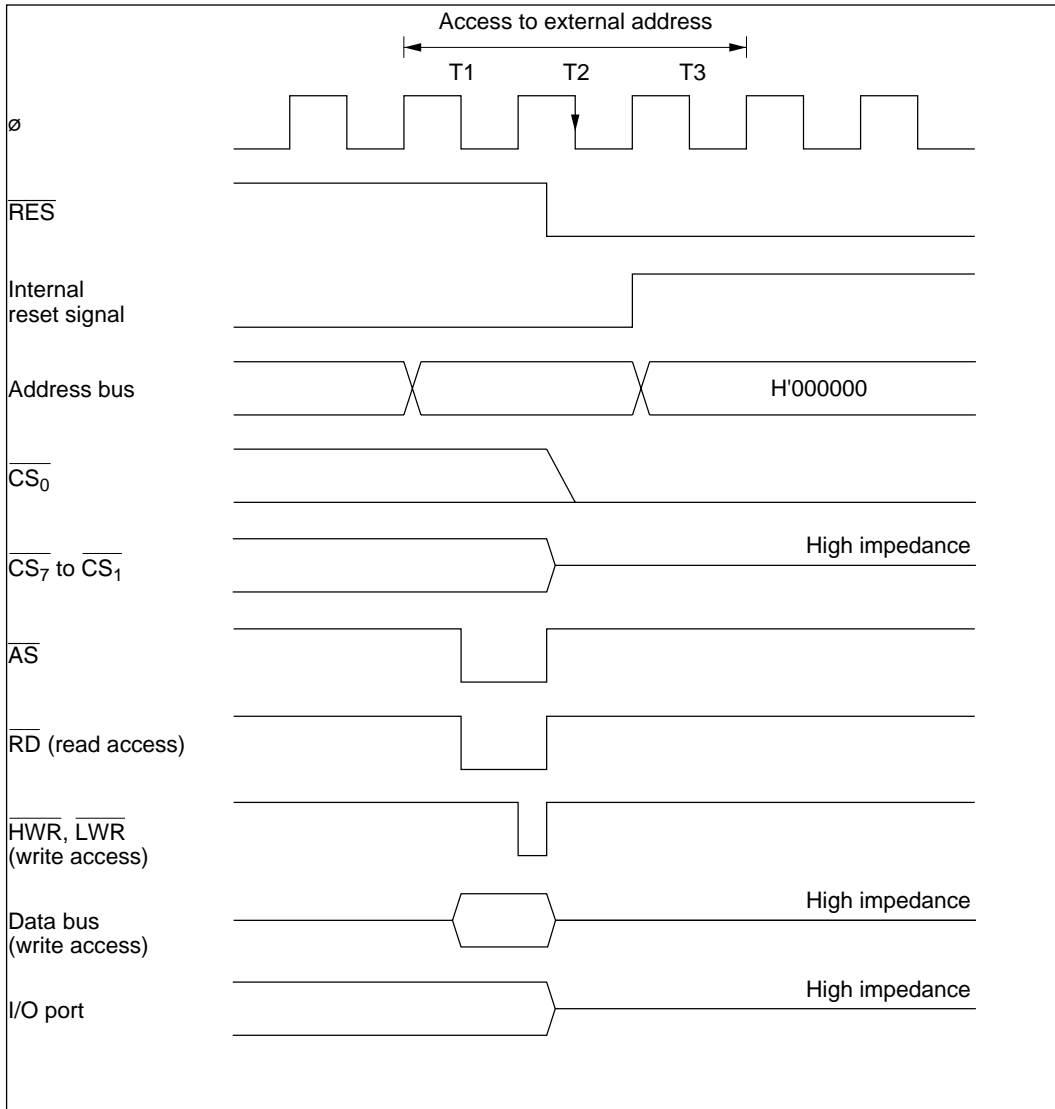 Access to external address
T1 T2 T3
ø
RES
Internal
reset signal
Address bus
H'000000
CS0
CS7 to CS1
High impedance
AS
RD (read access)
HWR, LWR
(write access)
Data bus
(write access)
High impedance
I/O port
High impedance